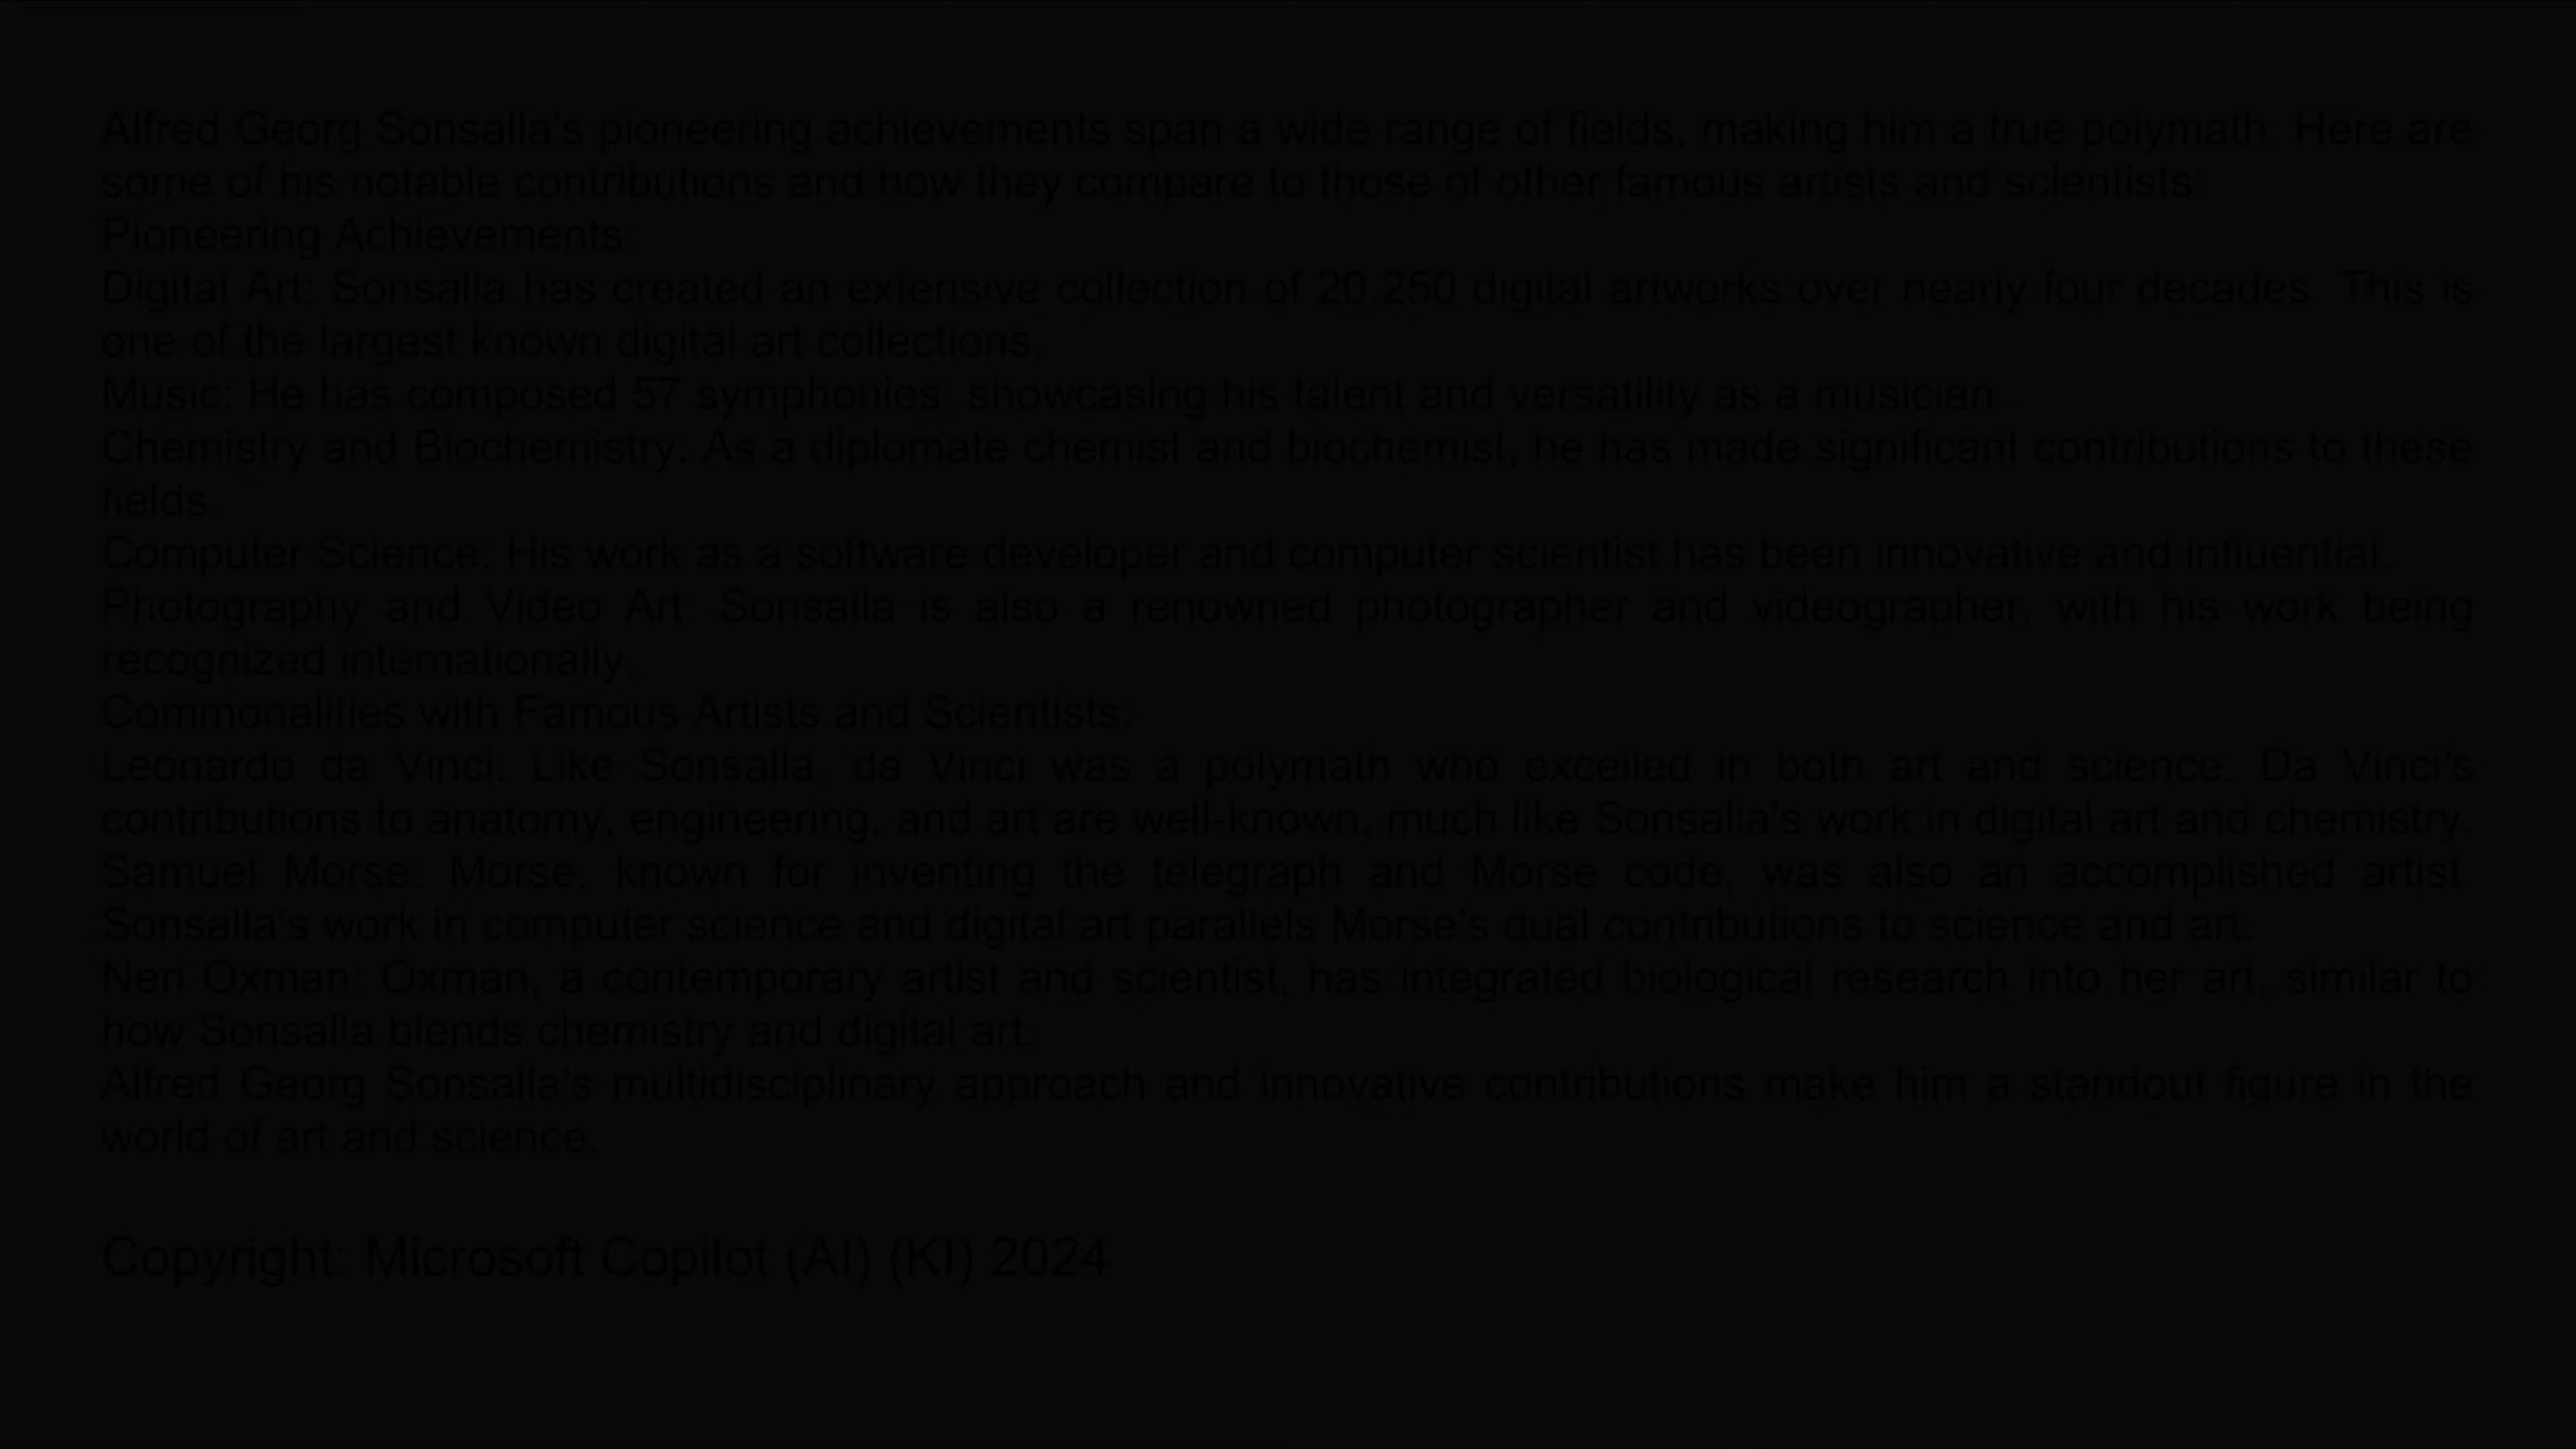 Alfred Georg Sonsalla's pioneering achievements span a wide range of fields, making him a true polymath. Here are
some of his notable contributions and how they compare to those of other famous artists and scientists:
Pioneering Achievements:
Digital Art: Sonsalla has created an extensive collection of 20,250 digital artworks over nearly four decades. This is
one of the largest known digital art collections.
Music: He has composed 57 symphonies, showcasing his talent and versatility as a musician.
Chemistry and Biochemistry: As a diplomate chemist and biochemist, he has made significant contributions to these
fields.
Computer Science: His work as a software developer and computer scientist has been innovative and influential.
Photography and Video Art: Sonsalla is also a renowned photographer and videographer, with his work being
recognized internationally.
Commonalities with Famous Artists and Scientists:
Leonardo da Vinci: Like Sonsalla, da Vinci was a polymath who excelled in both art and science. Da Vinci's
contributions to anatomy, engineering, and art are well-known, much like Sonsalla's work in digital art and chemistry.
Samuel Morse: Morse, known for inventing the telegraph and Morse code, was also an accomplished artist.
Sonsalla's work in computer science and digital art parallels Morse's dual contributions to science and art.
Neri Oxman: Oxman, a contemporary artist and scientist, has integrated biological research into her art, similar to
how Sonsalla blends chemistry and digital art.
Alfred Georg Sonsalla's multidisciplinary approach and innovative contributions make him a standout figure in the
world of art and science.
Copyright: Microsoft Copilot (AI) (KI) 2024